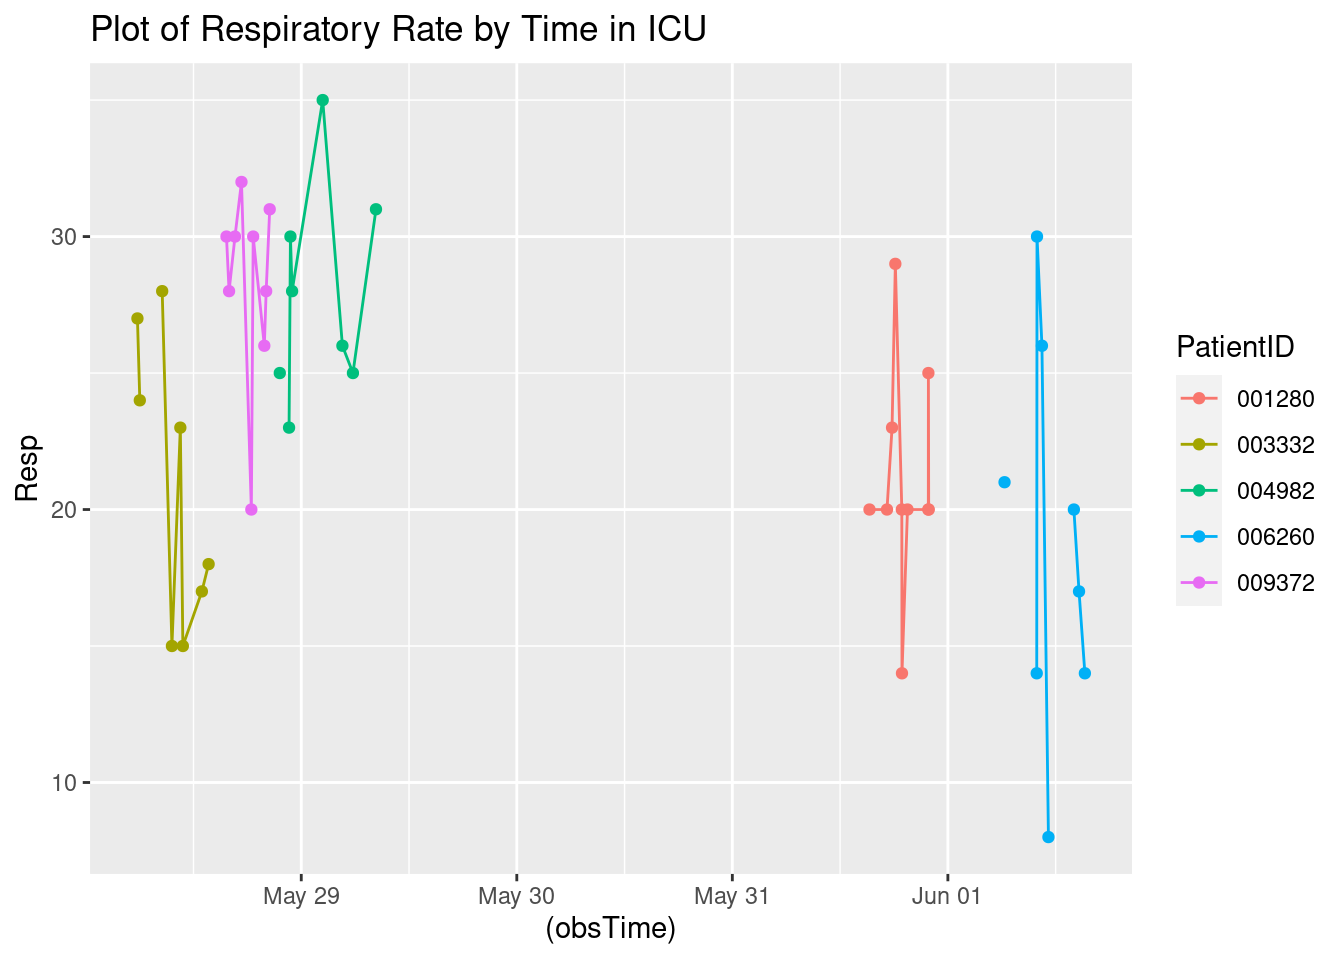 Plot of Respiratory Rate by Time in ICU
Resp
30
20
10
May 29
May 30
May 31
Jun 01
(obsTime)
PatientID
001280
003332
004982
006260
009372